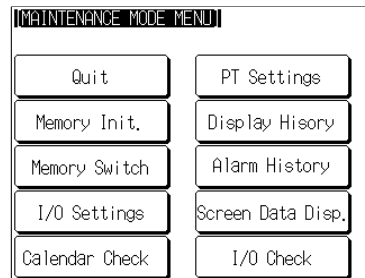 [MAINTENANCE MODE MENU]
Quit
PT Settings
Memory Init.
Display Hisory
Memory Switch
Alarm History
I/O Settings
Screen Data Disp.
Calendar Check
I/O Check